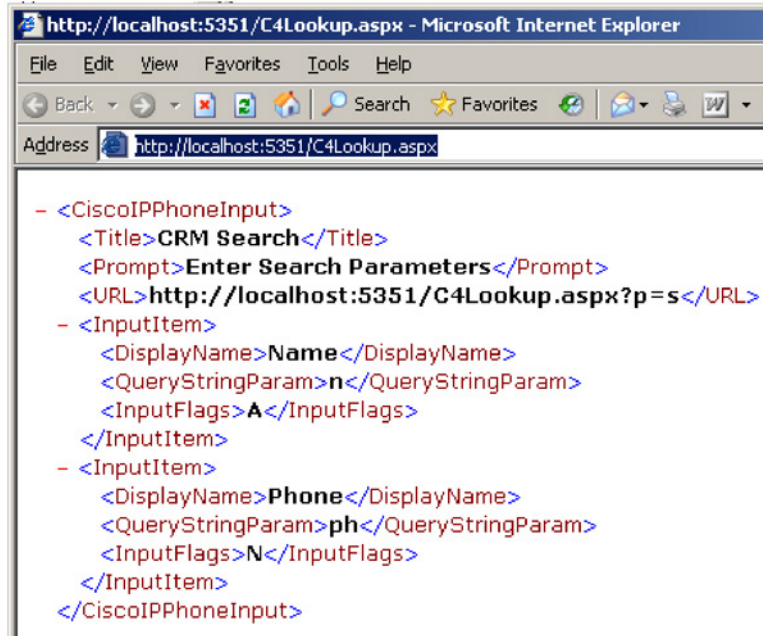 http://localhost:5351/C4Lookup.aspx - Microsoft Internet Explorer
File Edit View Favorites Tools Help
Back Search Favorites
Address http://localhost:5351/C4Lookup.aspx
- <CiscoIPPhoneInput>
<Title>CRM Search</Title>
<Prompt>Enter Search Parameters</Prompt>
<URL>http://localhost:5351/C4Lookup.aspx?p=s</URL>
- <InputItem>
<DisplayName>Name</DisplayName>
<QueryStringParam>n</QueryStringParam>
<InputFlags>A</InputFlags>
</InputItem>
- <InputItem>
<DisplayName>Phone</DisplayName>
<QueryStringParam>ph</QueryStringParam>
<InputFlags>N</InputFlags>
</InputItem>
</CiscoIPPhoneInput>